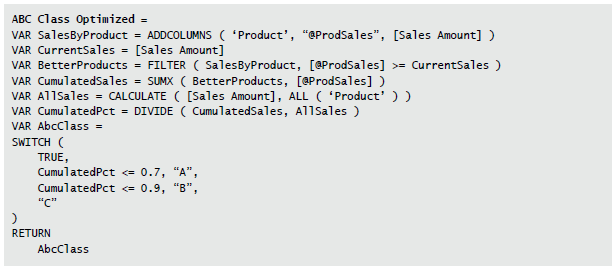 ABC Class Optimized =
VAR SalesByProduct = ADDCOLUMNS ( ‘Product’, “@ProdSales”, [Sales Amount] )
VAR CurrentSales = [Sales Amount]
VAR BetterProducts = FILTER ( SalesByProduct, [@ProdSales] >= CurrentSales )
VAR CumulatedSales = SUMX ( BetterProducts, [@ProdSales] )
VAR AllSales = CALCULATE ( [Sales Amount], ALL ( ‘Product’ ) )
VAR CumulatedPct = DIVIDE ( CumulatedSales, AllSales )
VAR AbcClass =
SWITCH (
    TRUE,
    CumulatedPct <= 0.7, “A”,
    CumulatedPct <= 0.9, “B”,
    “C”
)
RETURN
    AbcClass